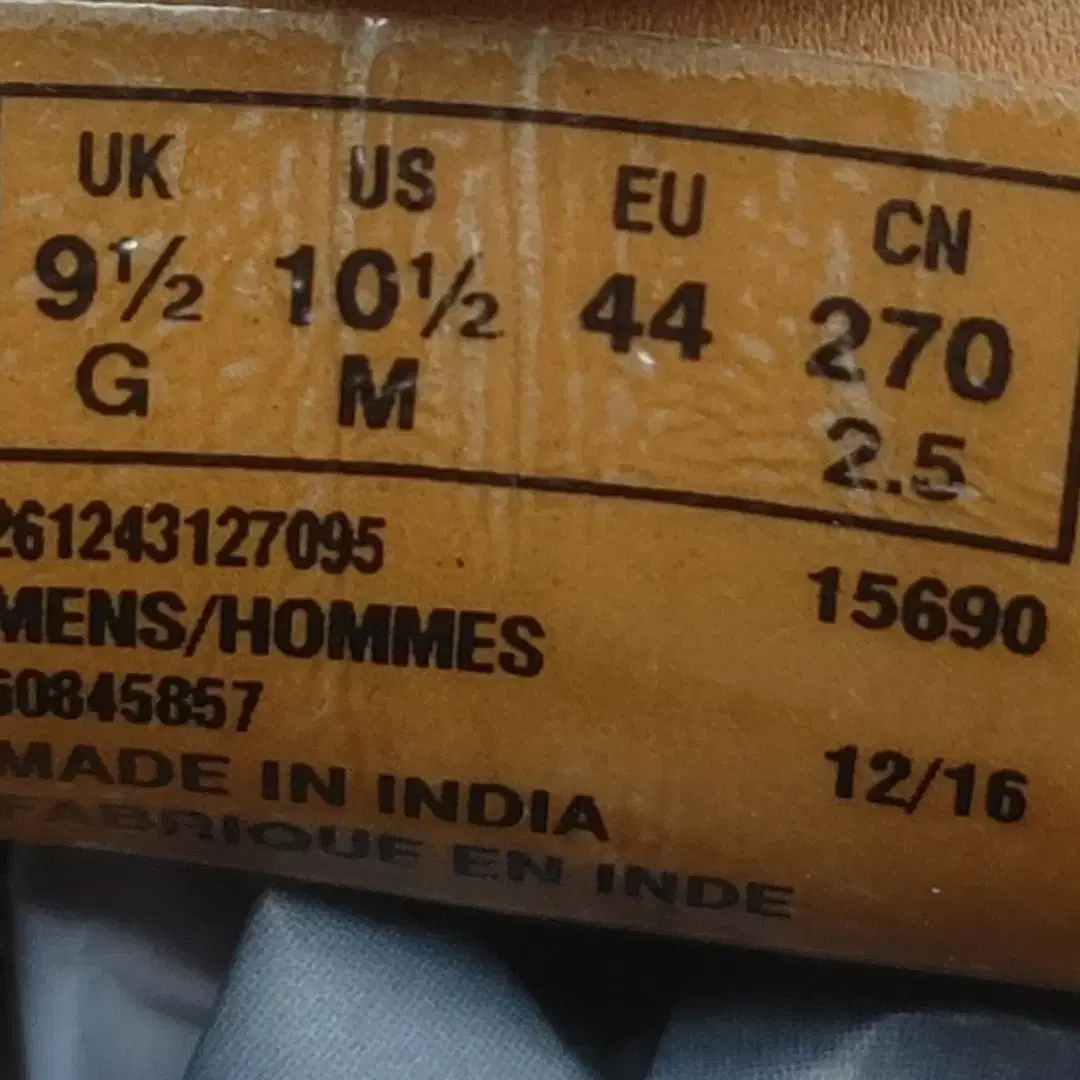 UK US EU CN
9½ 10½ 44 270
G M 2.5
261243127095
MENS/HOMMES 15690
60845857
MADE IN INDIA 12/16
FABRIQUE EN INDE